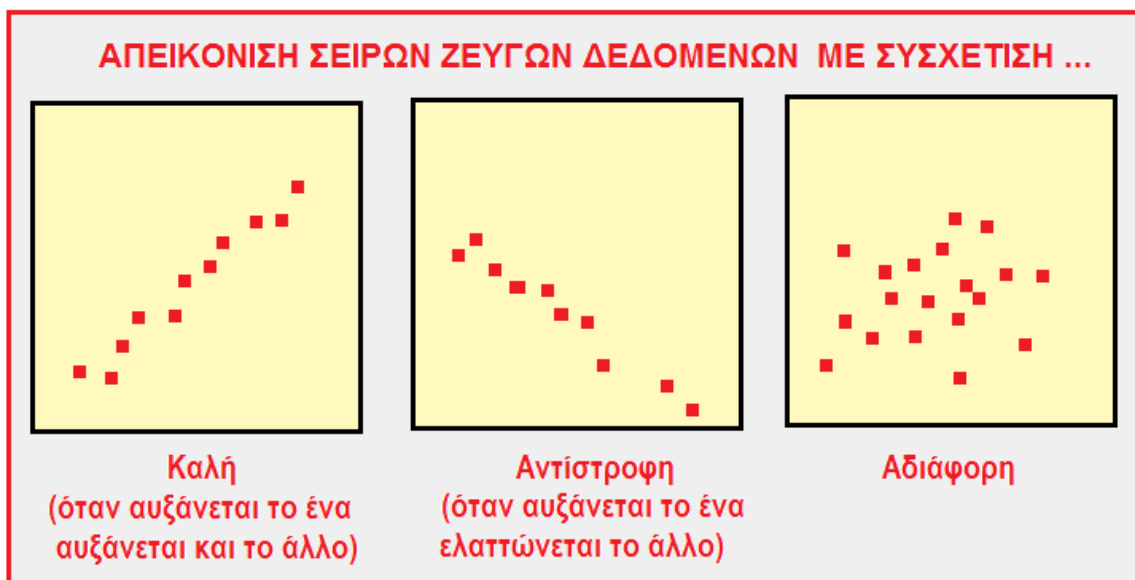 ΑΠΕΙΚΟΝΙΣΗ ΣΕΙΡΩΝ ΖΕΥΓΩΝ ΔΕΔΟΜΕΝΩΝ ΜΕ ΣΥΣΧΕΤΙΣΗ ...
Καλή
(όταν αυξάνεται το ένα
αυξάνεται και το άλλο)
Αντίστροφη
(όταν αυξάνεται το ένα
ελαττώνεται το άλλο)
Αδιάφορη